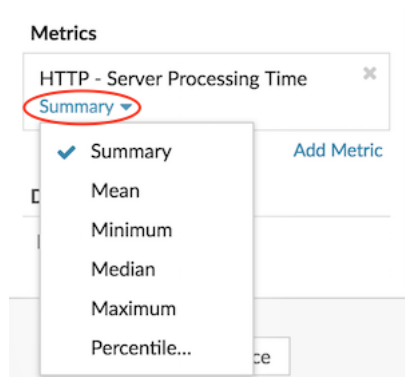 Metrics
HTTP - Server Processing Time
Summary
Summary
Add Metric
Mean
Minimum
Median
Maximum
Percentile...